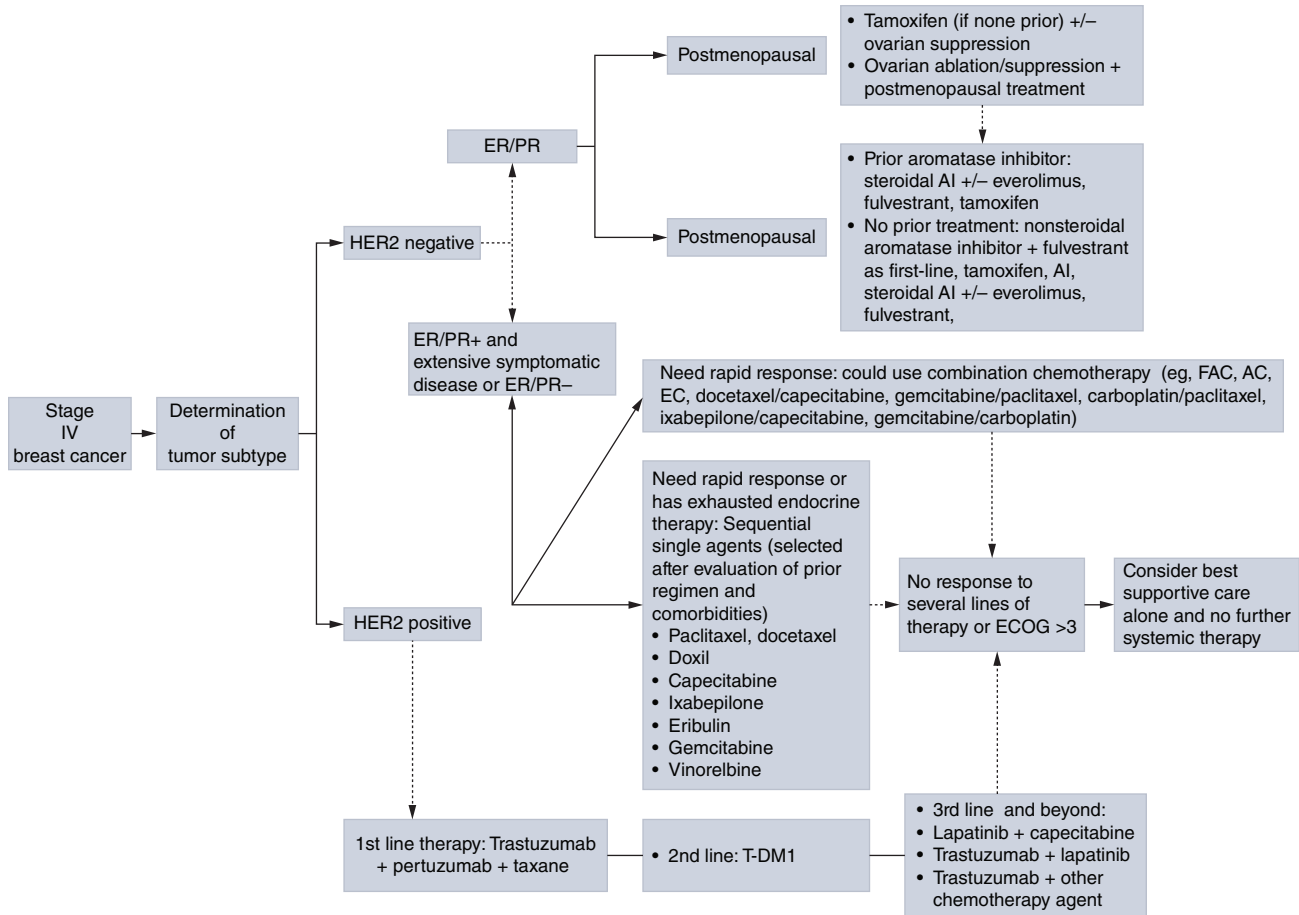 Stage
IV
breast cancer
Determination
of
tumor subtype
HER2 negative
HER2 positive
ER/PR
ER/PR+ and
extensive symptomatic
disease or ER/PR–
Postmenopausal
• Tamoxifen (if none prior) +/–
ovarian suppression
• Ovarian ablation/suppression +
postmenopausal treatment
Postmenopausal
• Prior aromatase inhibitor:
steroidal AI +/– everolimus,
fulvestrant, tamoxifen
• No prior treatment: nonsteroidal
aromatase inhibitor + fulvestrant
as first-line, tamoxifen, AI,
steroidal AI +/– everolimus,
fulvestrant,
Need rapid response: could use combination chemotherapy (eg, FAC, AC,
EC, docetaxel/capecitabine, gemcitabine/paclitaxel, carboplatin/paclitaxel,
ixabepilone/capecitabine, gemcitabine/carboplatin)
Need rapid response or
has exhausted endocrine
therapy: Sequential
single agents (selected
after evaluation of prior
regimen and
comorbidities)
• Paclitaxel, docetaxel
• Doxil
• Capecitabine
• Ixabepilone
• Eribulin
• Gemcitabine
• Vinorelbine
No response to
several lines of
therapy or ECOG >3
Consider best
supportive care
alone and no further
systemic therapy
1st line therapy: Trastuzumab
+ pertuzumab + taxane
• 2nd line: T-DM1
• 3rd line and beyond:
• Lapatinib + capecitabine
• Trastuzumab + lapatinib
• Trastuzumab + other
chemotherapy agent